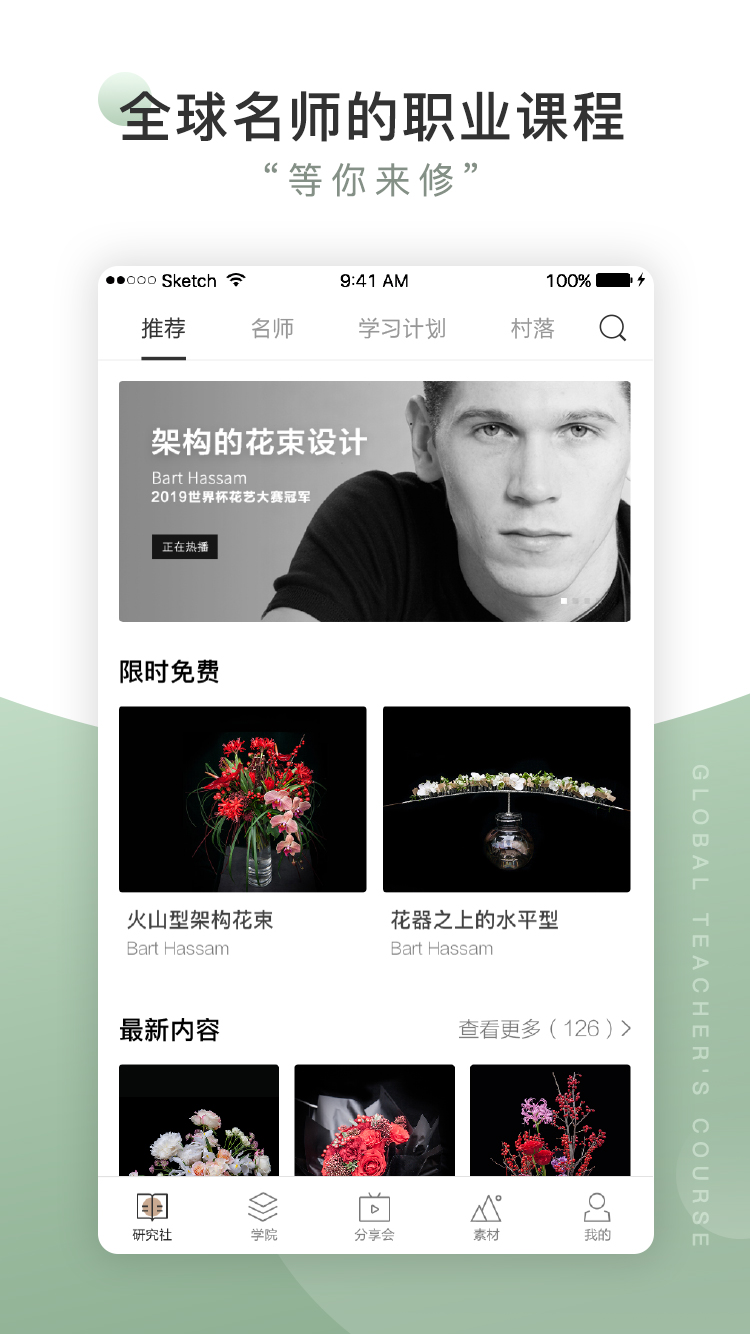 全球名师的职业课程
“等你来修”
Sketch 9:41 AM 100%
推荐 名师 学习计划 村落
架构的花束设计
Bart Hassam
2019世界杯花艺大赛冠军
正在热播
限时免费
火山型架构花束 花器之上的水平型
Bart Hassam Bart Hassam
最新内容 查看更多（126）
研究社 学院 分享会 素材 我的
GLOBAL TEACHER'S COURSE